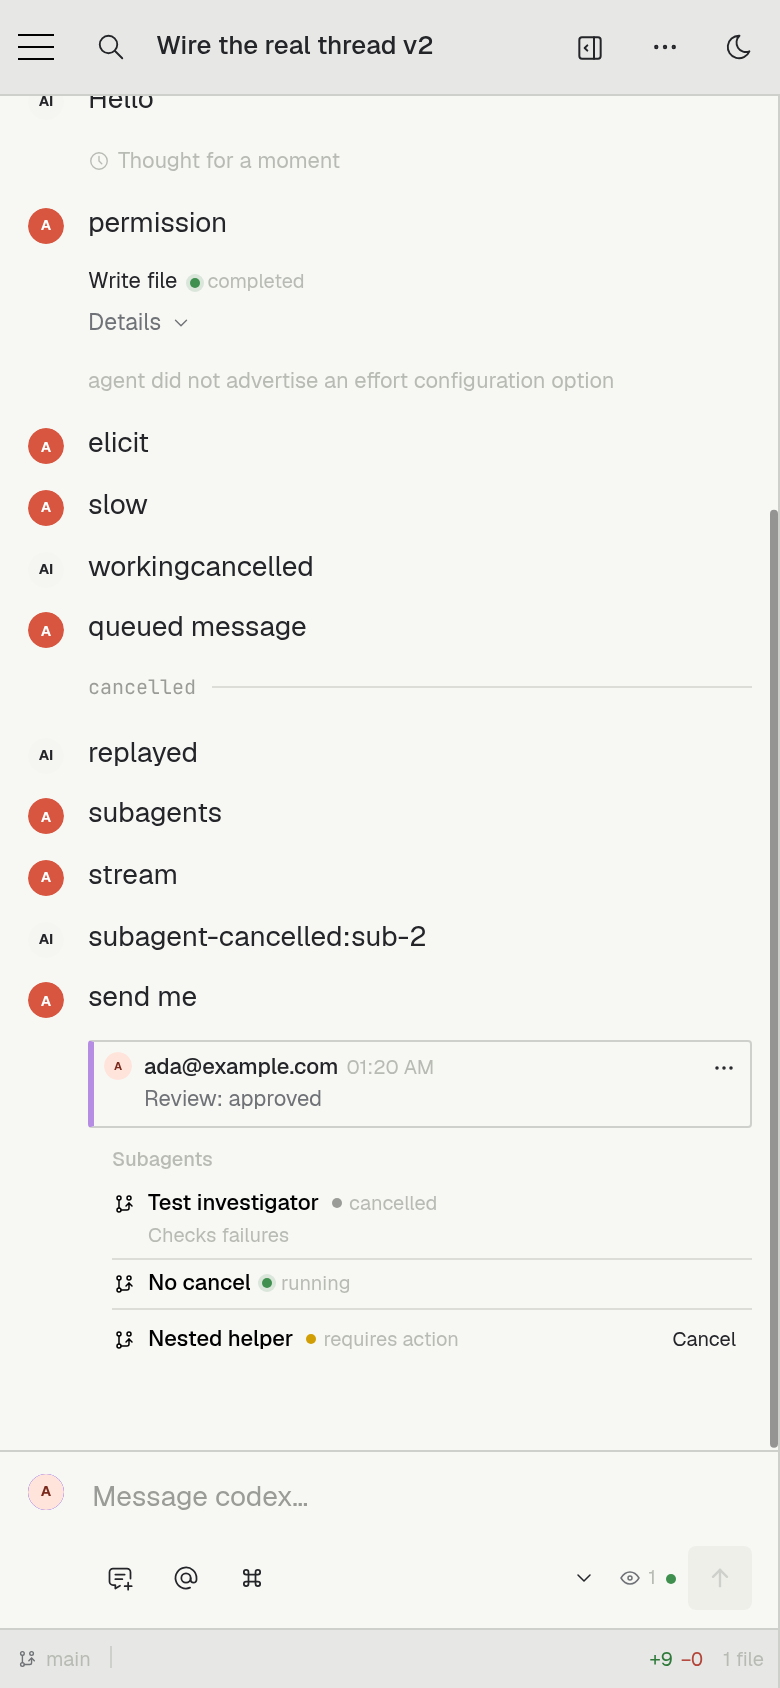 Wire the real thread v2
AI Hello
Thought for a moment
A permission
Write file completed
Details
agent did not advertise an effort configuration option
A elicit
A slow
AI workingcancelled
A queued message
cancelled
AI replayed
A subagents
A stream
AI subagent-cancelled:sub-2
A send me
A ada@example.com 01:20 AM
Review: approved
Subagents
Test investigator cancelled
Checks failures
No cancel running
Nested helper requires action Cancel
A Message codex…
1
main +9 −0 1 file